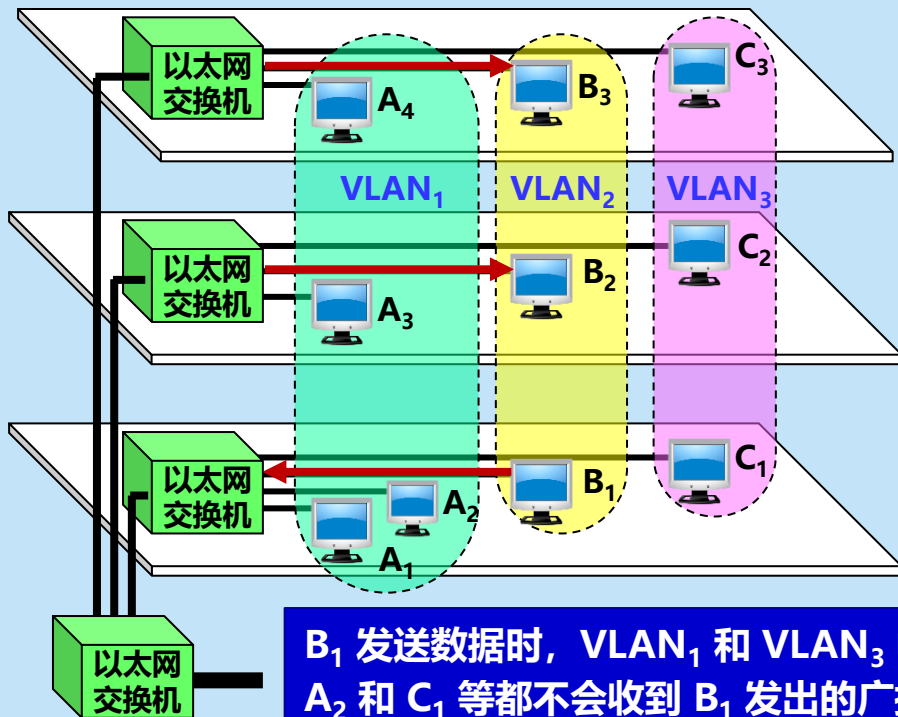 以太网
交换机
C₃
B₃
A₄
VLAN₁
VLAN₂
VLAN₃
以太网
交换机
C₂
B₂
A₃
以太网
交换机
C₁
B₁
A₂
A₁
以太网
交换机
B₁ 发送数据时，VLAN₁ 和 VLAN₃
A₂ 和 C₁ 等都不会收到 B₁ 发出的广